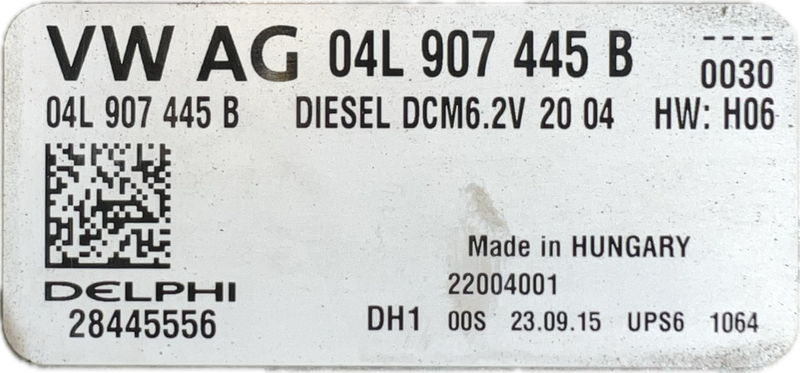 VW AG 04L 907 445 B ----
0030
04L 907 445 B DIESEL DCM6.2V 20 04 HW: H06
Made in HUNGARY
22004001
DELPHI
28445556 DH1 00S 23.09.15 UPS6 1064